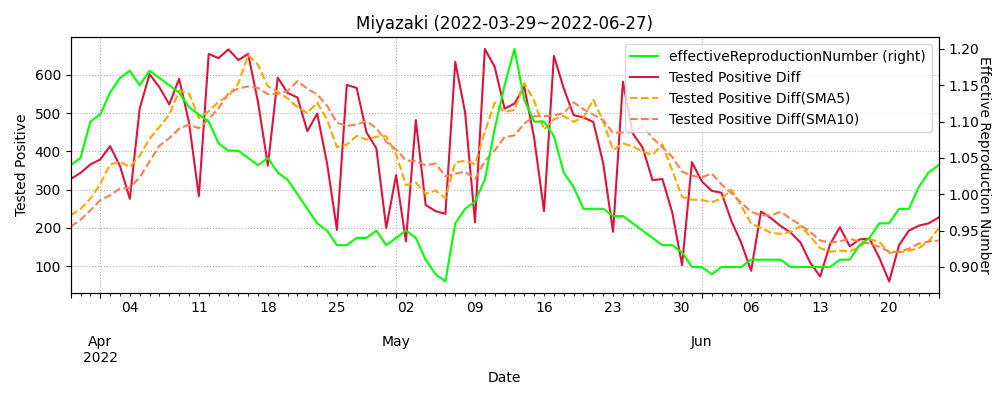 Miyazaki (2022-03-29~2022-06-27)
effectiveReproductionNumber (right)
Tested Positive Diff
Tested Positive Diff(SMA5)
Tested Positive Diff(SMA10)
Tested Positive
600
500
400
300
200
100
1.20
1.15
1.10
1.05
1.00
0.95
0.90
Effective Reproduction Number
04 11 18 25 02 09 16 23 30 06 13 20
Apr May Jun
2022
Date